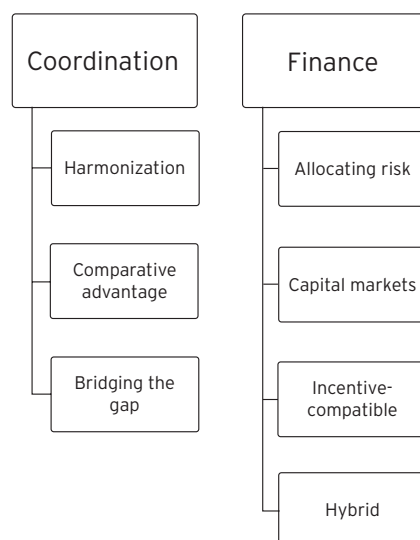 Coordination
Harmonization
Comparative
advantage
Bridging the
gap
Finance
Allocating risk
Capital markets
Incentive-
compatible
Hybrid